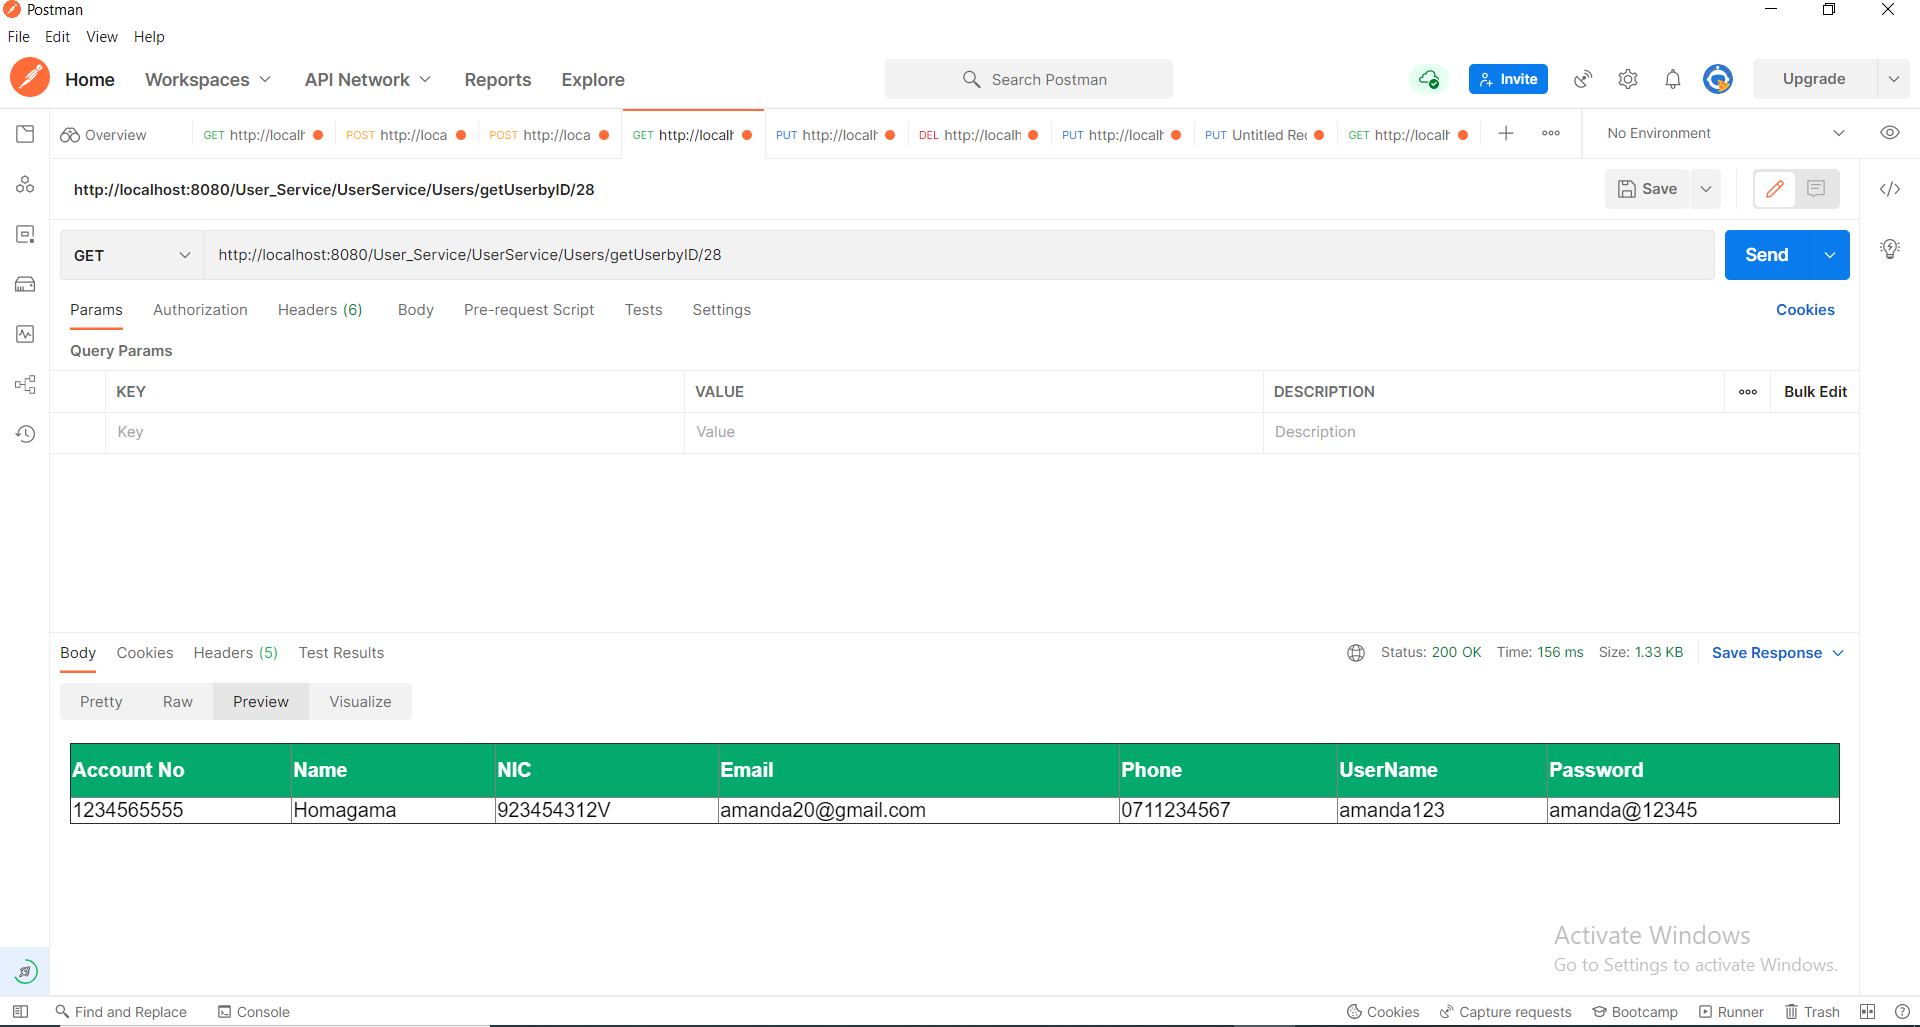 Postman
File Edit View Help
Home Workspaces API Network Reports Explore Search Postman Invite Upgrade
Overview GET http://localh POST http://loca POST http://loca GET http://localh PUT http://localh DEL http://localh PUT http://localh PUT Untitled Rec GET http://localh No Environment
http://localhost:8080/User_Service/UserService/Users/getUserbyID/28 Save
GET http://localhost:8080/User_Service/UserService/Users/getUserbyID/28 Send
Params Authorization Headers (6) Body Pre-request Script Tests Settings Cookies
Query Params
KEY VALUE DESCRIPTION Bulk Edit
Key Value Description
Body Cookies Headers (5) Test Results Status: 200 OK Time: 156 ms Size: 1.33 KB Save Response
Pretty Raw Preview Visualize
Account No Name NIC Email Phone UserName Password
1234565555 Homagama 923454312V amanda20@gmail.com 0711234567 amanda123 amanda@12345
Activate Windows
Go to Settings to activate Windows.
Find and Replace Console Cookies Capture requests Bootcamp Runner Trash